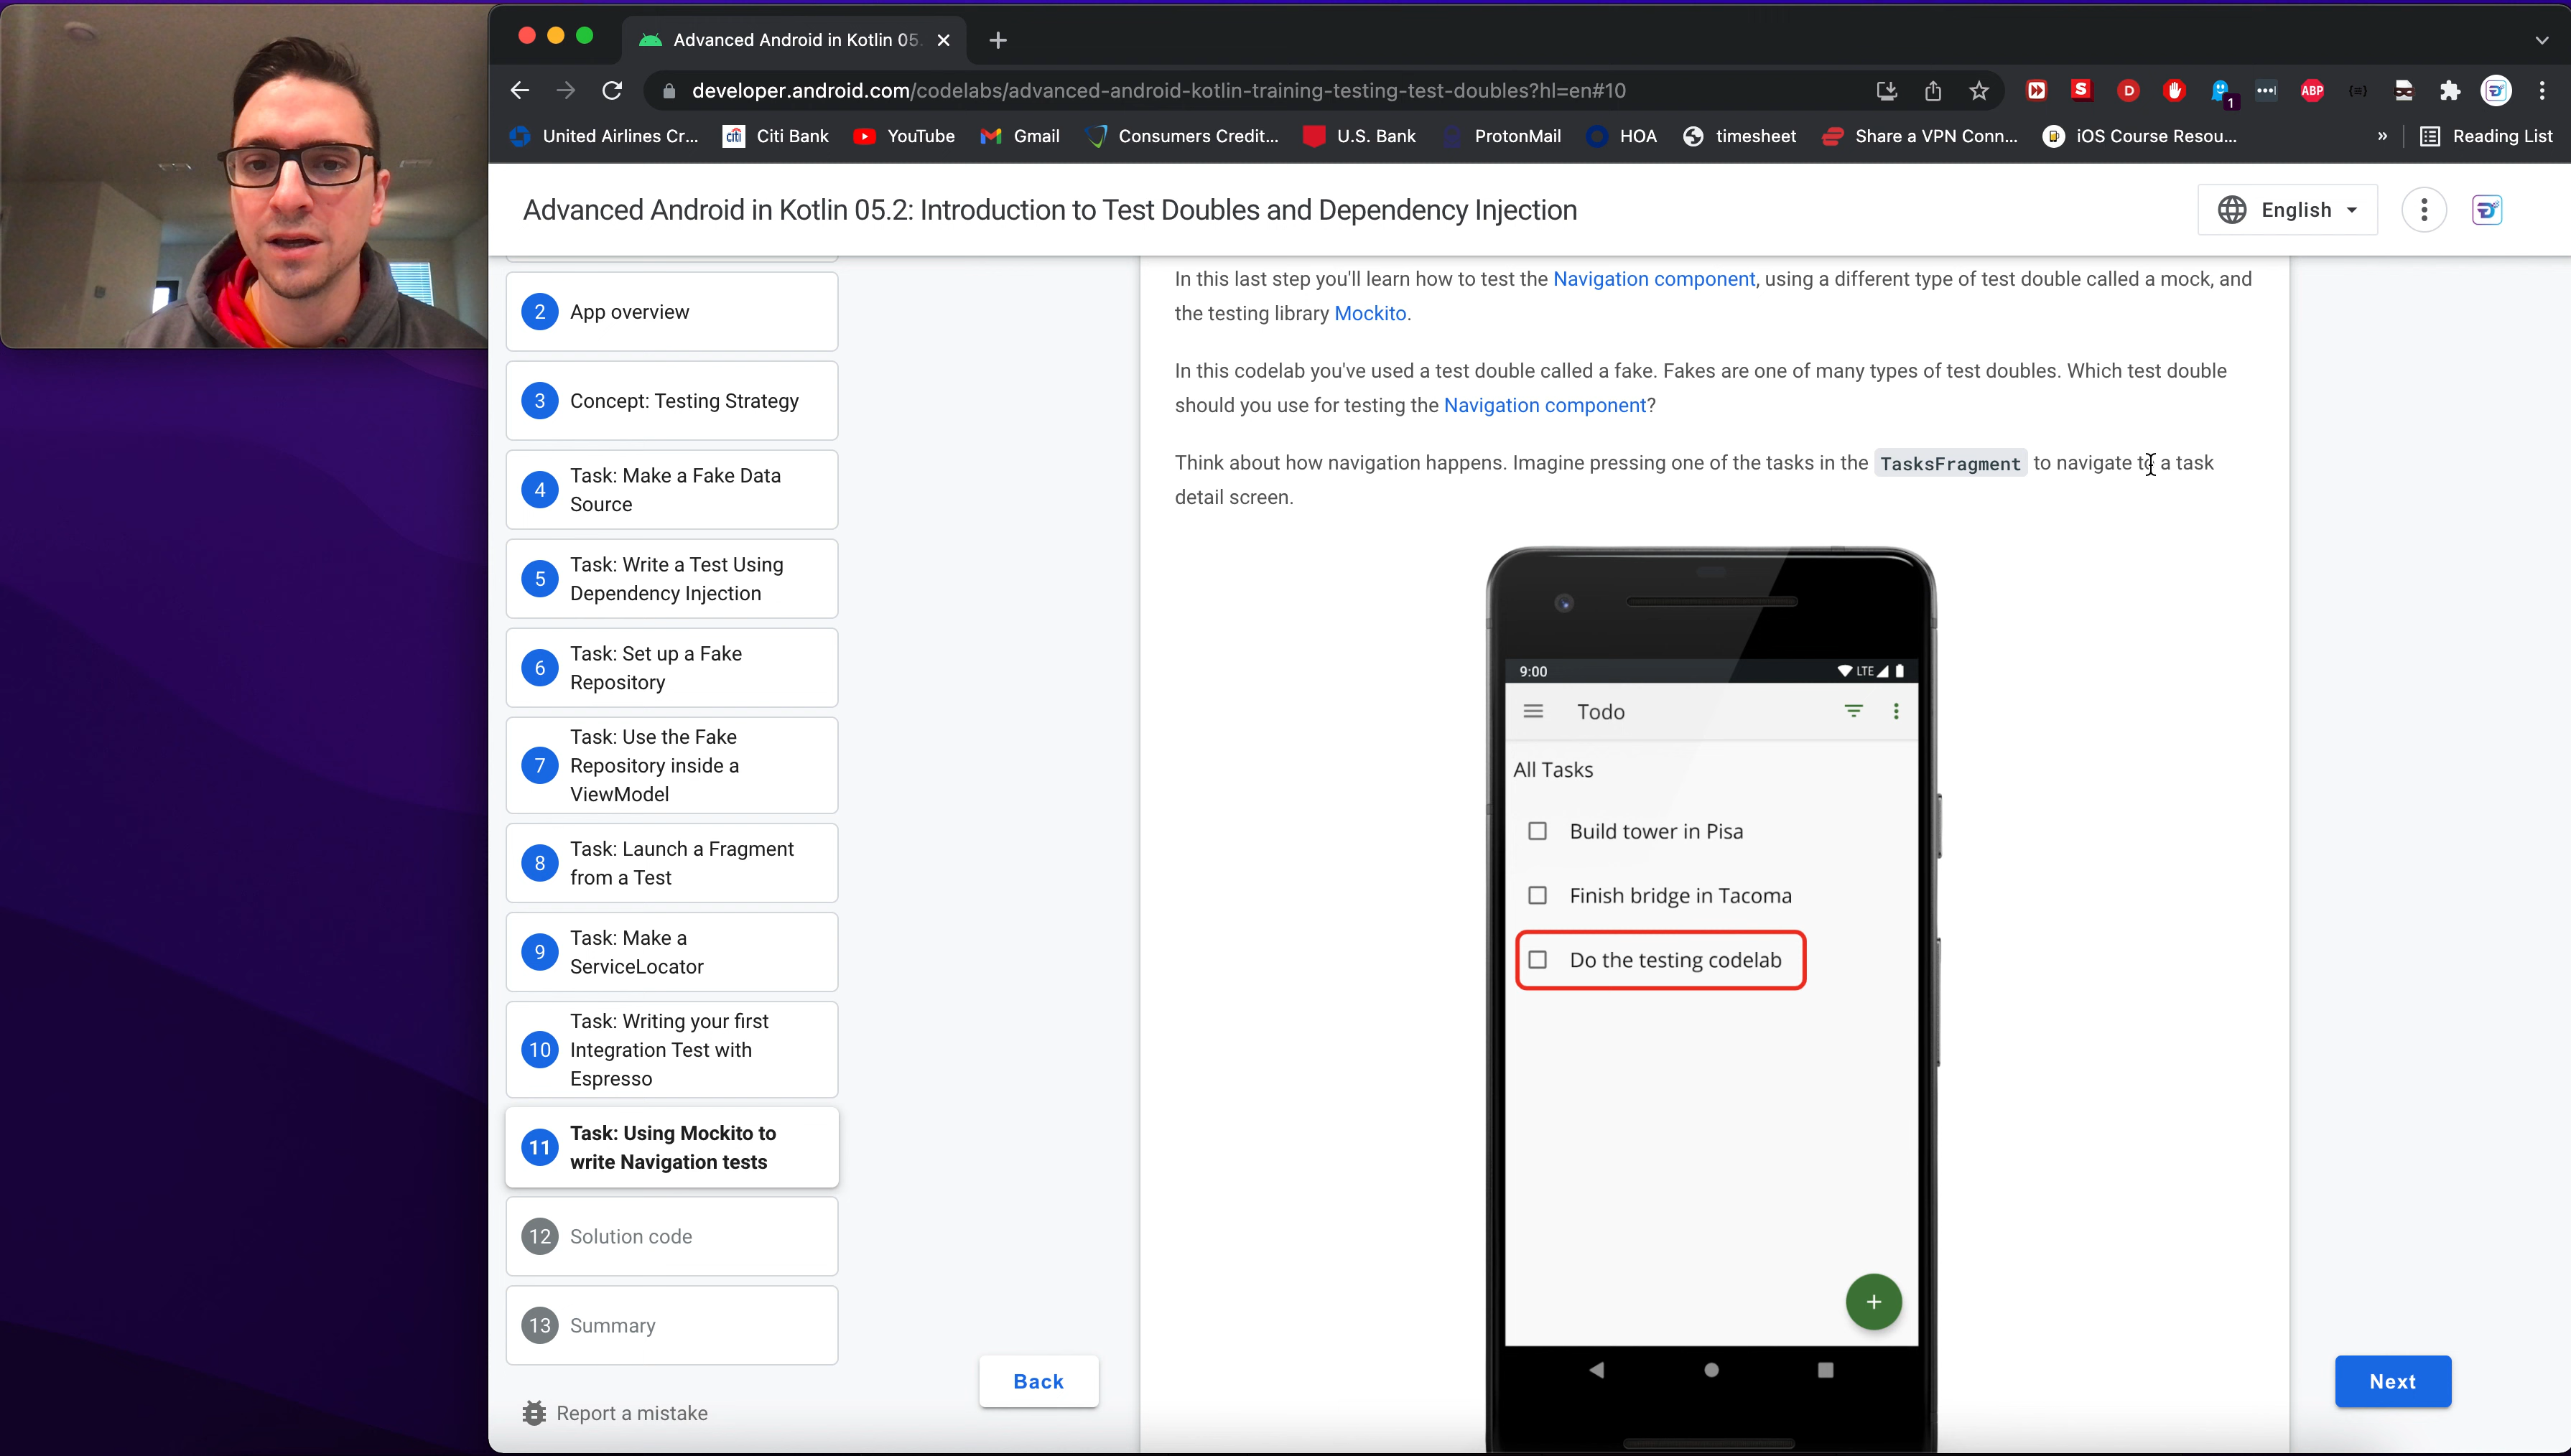 Advanced Android in Kotlin 05.
developer.android.com/codelabs/advanced-android-kotlin-training-testing-test-doubles?hl=en#10
S
D
1
ABP
United Airlines Cr...
citi
Citi Bank
YouTube
Gmail
Consumers Credit...
U.S. Bank
ProtonMail
HOA
timesheet
Share a VPN Conn...
iOS Course Resou...
»
Reading List
Advanced Android in Kotlin 05.2: Introduction to Test Doubles and Dependency Injection
English
2 App overview
3 Concept: Testing Strategy
4 Task: Make a Fake Data
Source
5 Task: Write a Test Using
Dependency Injection
6 Task: Set up a Fake
Repository
7 Task: Use the Fake
Repository inside a
ViewModel
8 Task: Launch a Fragment
from a Test
9 Task: Make a
ServiceLocator
10 Task: Writing your first
Integration Test with
Espresso
11 Task: Using Mockito to
write Navigation tests
12 Solution code
13 Summary
Report a mistake
Back
In this last step you'll learn how to test the Navigation component, using a different type of test double called a mock, and
the testing library Mockito.
In this codelab you've used a test double called a fake. Fakes are one of many types of test doubles. Which test double
should you use for testing the Navigation component?
Think about how navigation happens. Imagine pressing one of the tasks in the TasksFragment to navigate to a task
detail screen.
9:00
LTE
Todo
All Tasks
Build tower in Pisa
Finish bridge in Tacoma
Do the testing codelab
+
Next